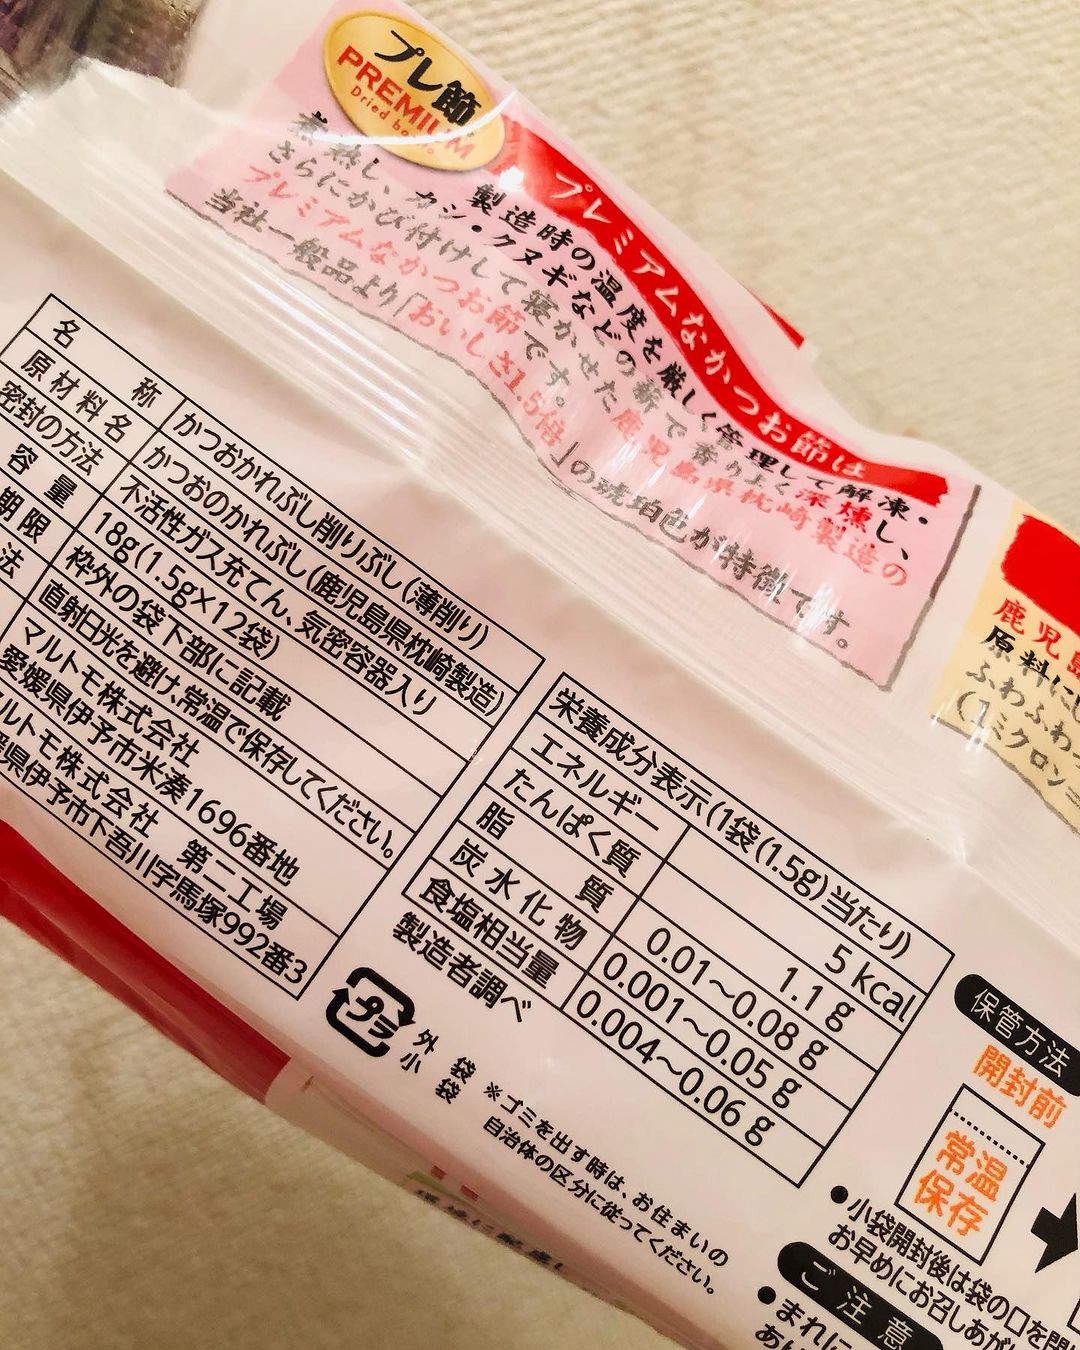 プレ節
PREMIUM
Dried
プレミアムなかつお節は
製造時の温度を厳しく管理して解凍・
煮熟し、カシ・クヌギなどの薪で香りよく深燻し、
さらにかび付けして寝かせた鹿児島県枕崎製造の
プレミアムなかつお節です。
当社一般品より「おいしさ1.5倍」の琥珀色が特徴です。
名称 かつおかれぶし削りぶし(薄削り)
原材料名 かつおのかれぶし(鹿児島県枕崎製造)
密封の方法 不活性ガス充てん、気密容器入り
容量 18g(1.5g×12袋)
期限 枠外の袋下部に記載
法 直射日光を避け、常温で保存してください。
マルトモ株式会社
愛媛県伊予市米湊1696番地
ルトモ株式会社 第二工場
県伊予市下吾川字馬塚992番3
栄養成分表示(1袋(1.5g)当たり)
エネルギー 5 kcal
たんぱく質 1.1 g
脂質 0.01～0.08 g
炭水化物 0.001～0.05 g
食塩相当量 0.004～0.06 g
製造者調べ
プラ
外袋
小袋
※ゴミを出す時は、お住まいの
自治体の区分に従ってください。
鹿児
原料に
ふわふわ
(1ミクロン=
保管方法
開封前
常温
保存
●小袋開封後は袋の口を閉
お早めにお召しあが
ご注意
●まれに